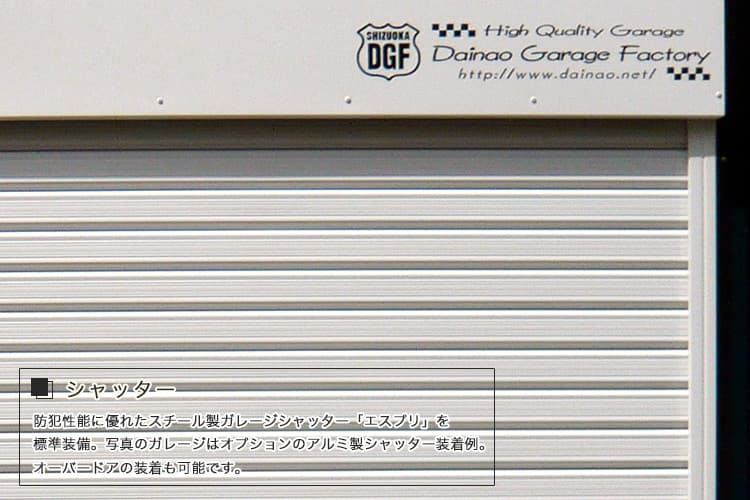 SHIZUOKA
DGF
High Quality Garage
Dainao Garage Factory
http://www.dainao.net/
シャッター
防犯性能に優れたスチール製ガレージシャッター「エスプリ」を
標準装備。写真のガレージはオプションのアルミ製シャッター装着例。
オーバードアの装着も可能です。